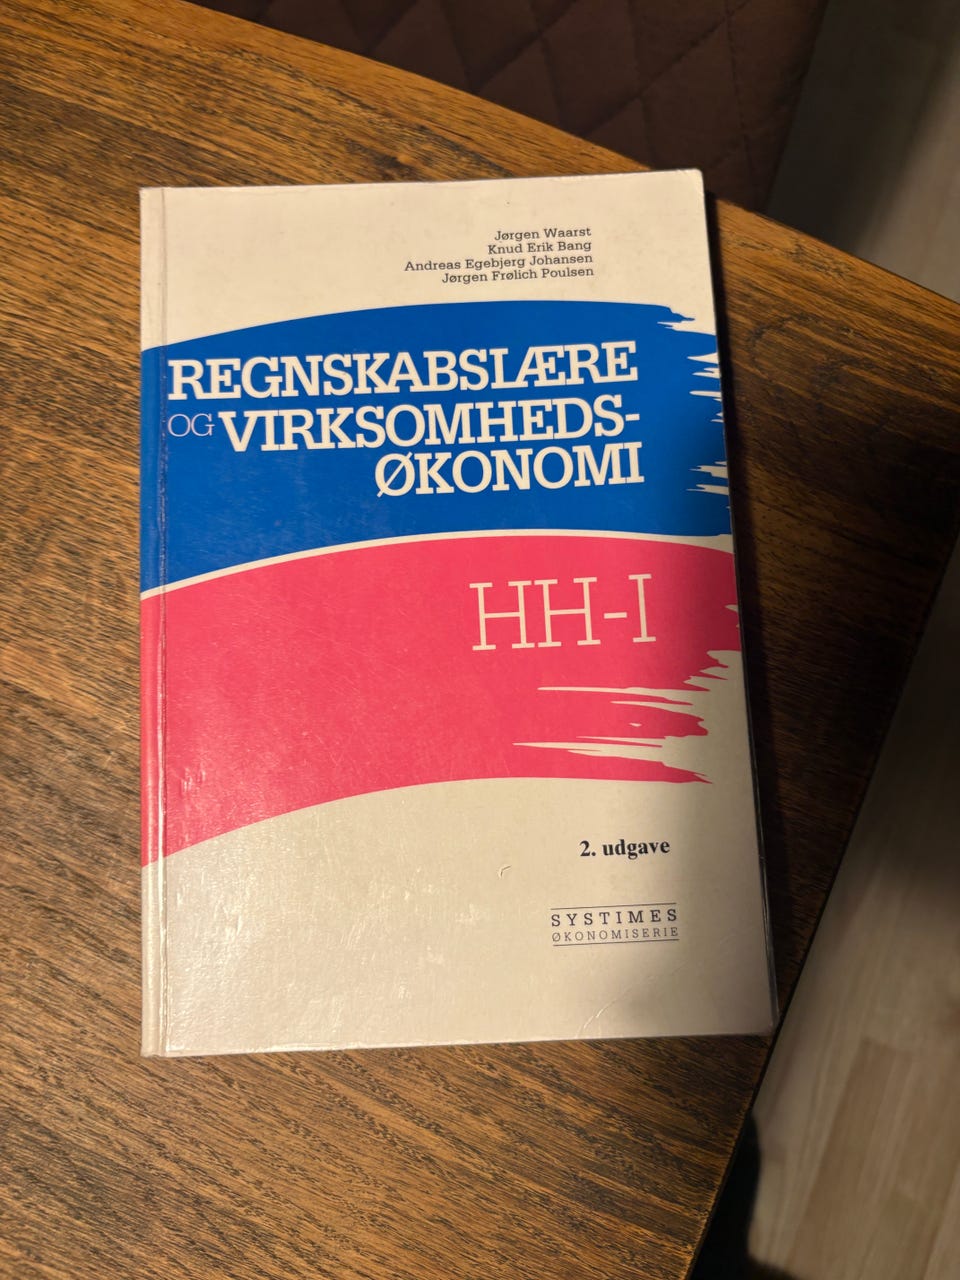 Jørgen Waarst
Knud Erik Bang
Andreas Egebjerg Johansen
Jørgen Frølich Poulsen
REGNSKABSLÆRE
OG VIRKSOMHEDS-
ØKONOMI
HH-I
2. udgave
SYSTIMES
ØKONOMISERIE